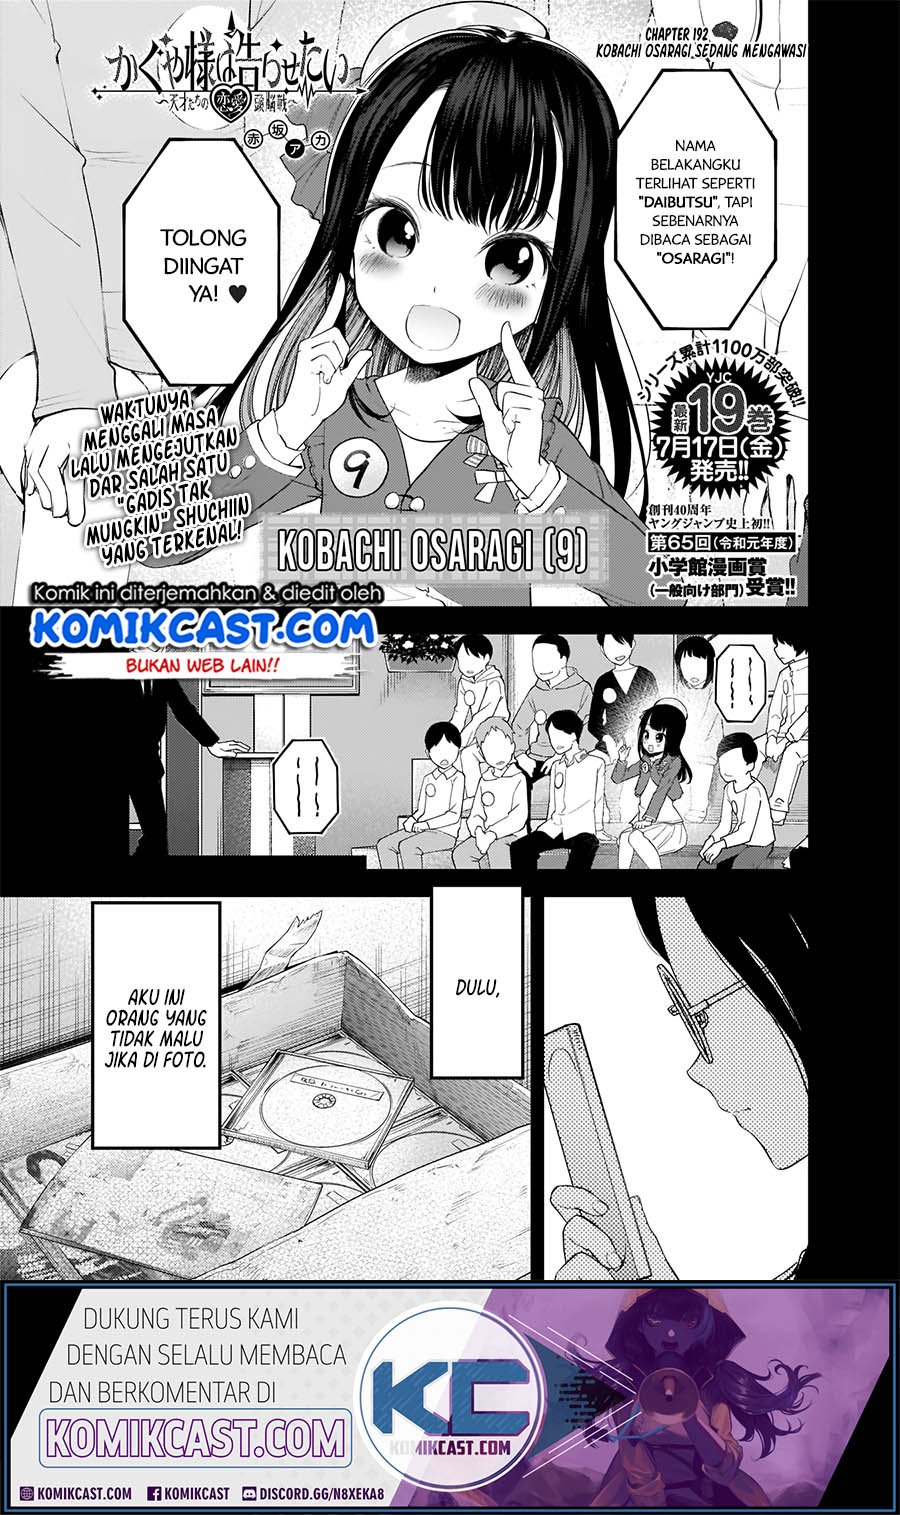 CHAPTER 192
KOBACHI OSARAGI SEDANG MENGAWASI
かぐや様は告らせたい
~天才たちの恋愛頭脳戦~
赤坂アカ
NAMA
BELAKANGKU
TERLIHAT SEPERTI
"DAIBUTSU", TAPI
SEBENARNYA
DIBACA SEBAGAI
"OSARAGI"!
TOLONG
DIINGAT
YA! ♥
シリーズ累計1100万部突破!!
YJC
最新19巻
7月17日(金)
発売!!
創刊40周年
ヤングジャンプ史上初!!
第65回(令和元年度)
小学館漫画賞
(一般向け部門)受賞!!
WAKTUNYA
MENGGALI MASA
LALU MENGEJUTKAN
DAR SALAH SATU
"GADIS TAK
MUNGKIN" SHUCHIIN
YANG TERKENAL!
9
KOBACHI OSARAGI (9)
Komik ini diterjemahkan & diedit oleh
KOMIKCAST.COM
BUKAN WEB LAIN!!
DULU,
AKU INI
ORANG YANG
TIDAK MALU
JIKA DI FOTO.
DUKUNG TERUS KAMI
DENGAN SELALU MEMBACA
DAN BERKOMENTAR DI
KOMIKCAST.COM
KC
KOMIKCAST.COM
KOMIKCAST.COM KOMIKCAST DISCORD.GG/N8XEKA8